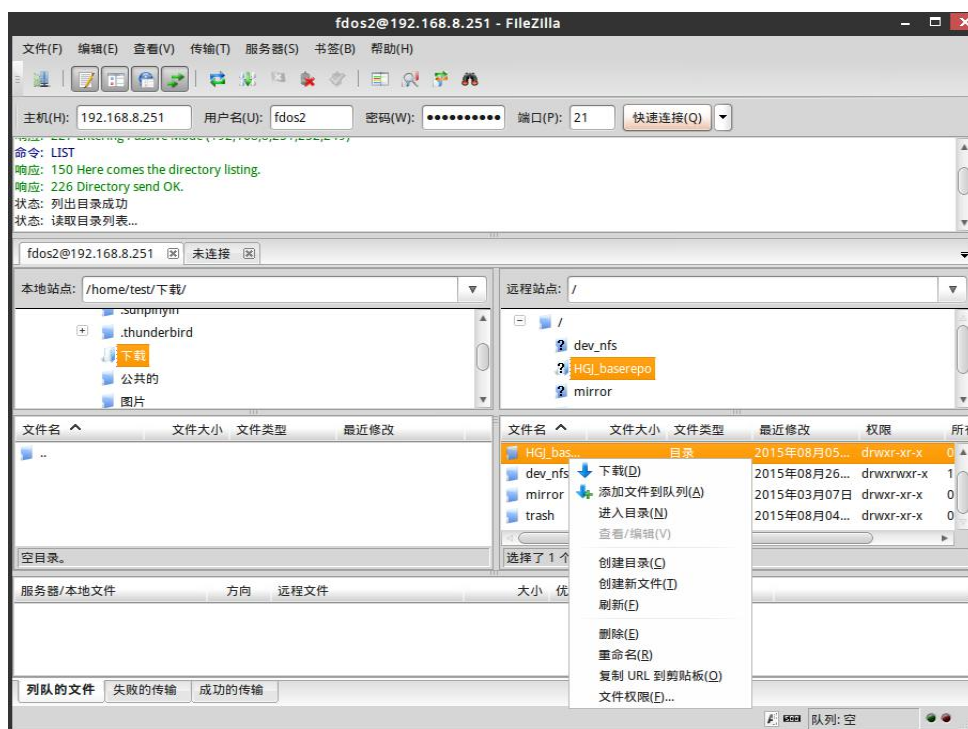 fdos2@192.168.8.251 - FIleZilla
文件(F) 编辑(E) 查看(V) 传输(T) 服务器(S) 书签(B) 帮助(H)
主机(H): 192.168.8.251 用户名(U): fdos2 密码(W): ●●●●●●●●●● 端口(P): 21 快速连接(Q)
命令: LIST
响应: 150 Here comes the directory listing.
响应: 226 Directory send OK.
状态: 列出目录成功
状态: 读取目录列表...
fdos2@192.168.8.251 未连接
本地站点: /home/test/下载/
远程站点: /
.sunpinyin
.thunderbird
下载
公共的
图片
/
dev_nfs
HGJ_baserepo
mirror
文件名 文件大小 文件类型 最近修改
..
空目录。
文件名 文件大小 文件类型 最近修改 权限
HGJ_bas... 目录 2015年08月05... drwxr-xr-x 0
dev_nfs 2015年08月26... drwxrwxr-x 1
mirror 2015年03月07日 drwxr-xr-x 0
trash 2015年08月04... drwxr-xr-x 0
选择了 1 个
下载(D)
添加文件到队列(A)
进入目录(N)
查看/编辑(V)
创建目录(C)
创建新文件(T)
刷新(F)
删除(E)
重命名(R)
复制 URL 到剪贴板(O)
文件权限(F)...
服务器/本地文件 方向 远程文件 大小
列队的文件 失败的传输 成功的传输
队列: 空